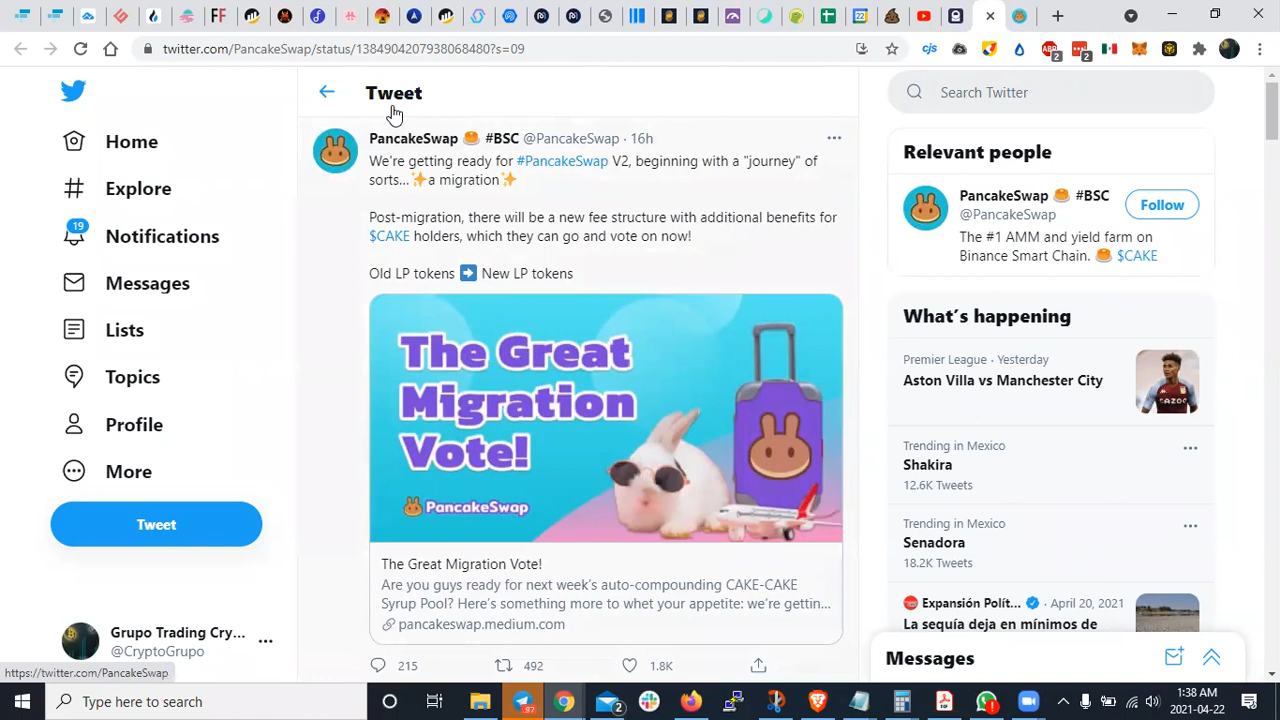 twitter.com/PancakeSwap/status/1384904207938068480?s=09
2
2
Tweet
Search Twitter
Home
Explore
19
Notifications
Messages
Lists
Topics
Profile
More
Tweet
Grupo Trading Cry...
@CryptoGrupo
https://twitter.com/PancakeSwap
PancakeSwap 🥞 #BSC @PancakeSwap · 16h
We're getting ready for #PancakeSwap V2, beginning with a "journey" of
sorts...✨a migration✨
Post-migration, there will be a new fee structure with additional benefits for
$CAKE holders, which they can go and vote on now!
Old LP tokens ➡️ New LP tokens
The Great
Migration
Vote!
PancakeSwap
The Great Migration Vote!
Are you guys ready for next week's auto-compounding CAKE-CAKE
Syrup Pool? Here's something more to whet your appetite: we're gettin...
pancakeswap.medium.com
215
492
1.8K
Relevant people
PancakeSwap 🥞 #BSC
@PancakeSwap
Follow
The #1 AMM and yield farm on
Binance Smart Chain. 🥞 $CAKE
What's happening
Premier League · Yesterday
Aston Villa vs Manchester City
Trending in Mexico
Shakira
12.6K Tweets
Trending in Mexico
Senadora
18.2K Tweets
Expansión Polít... · April 20, 2021
La sequía deja en mínimos de
Messages
Type here to search
97
2
1:38 AM
2021-04-22